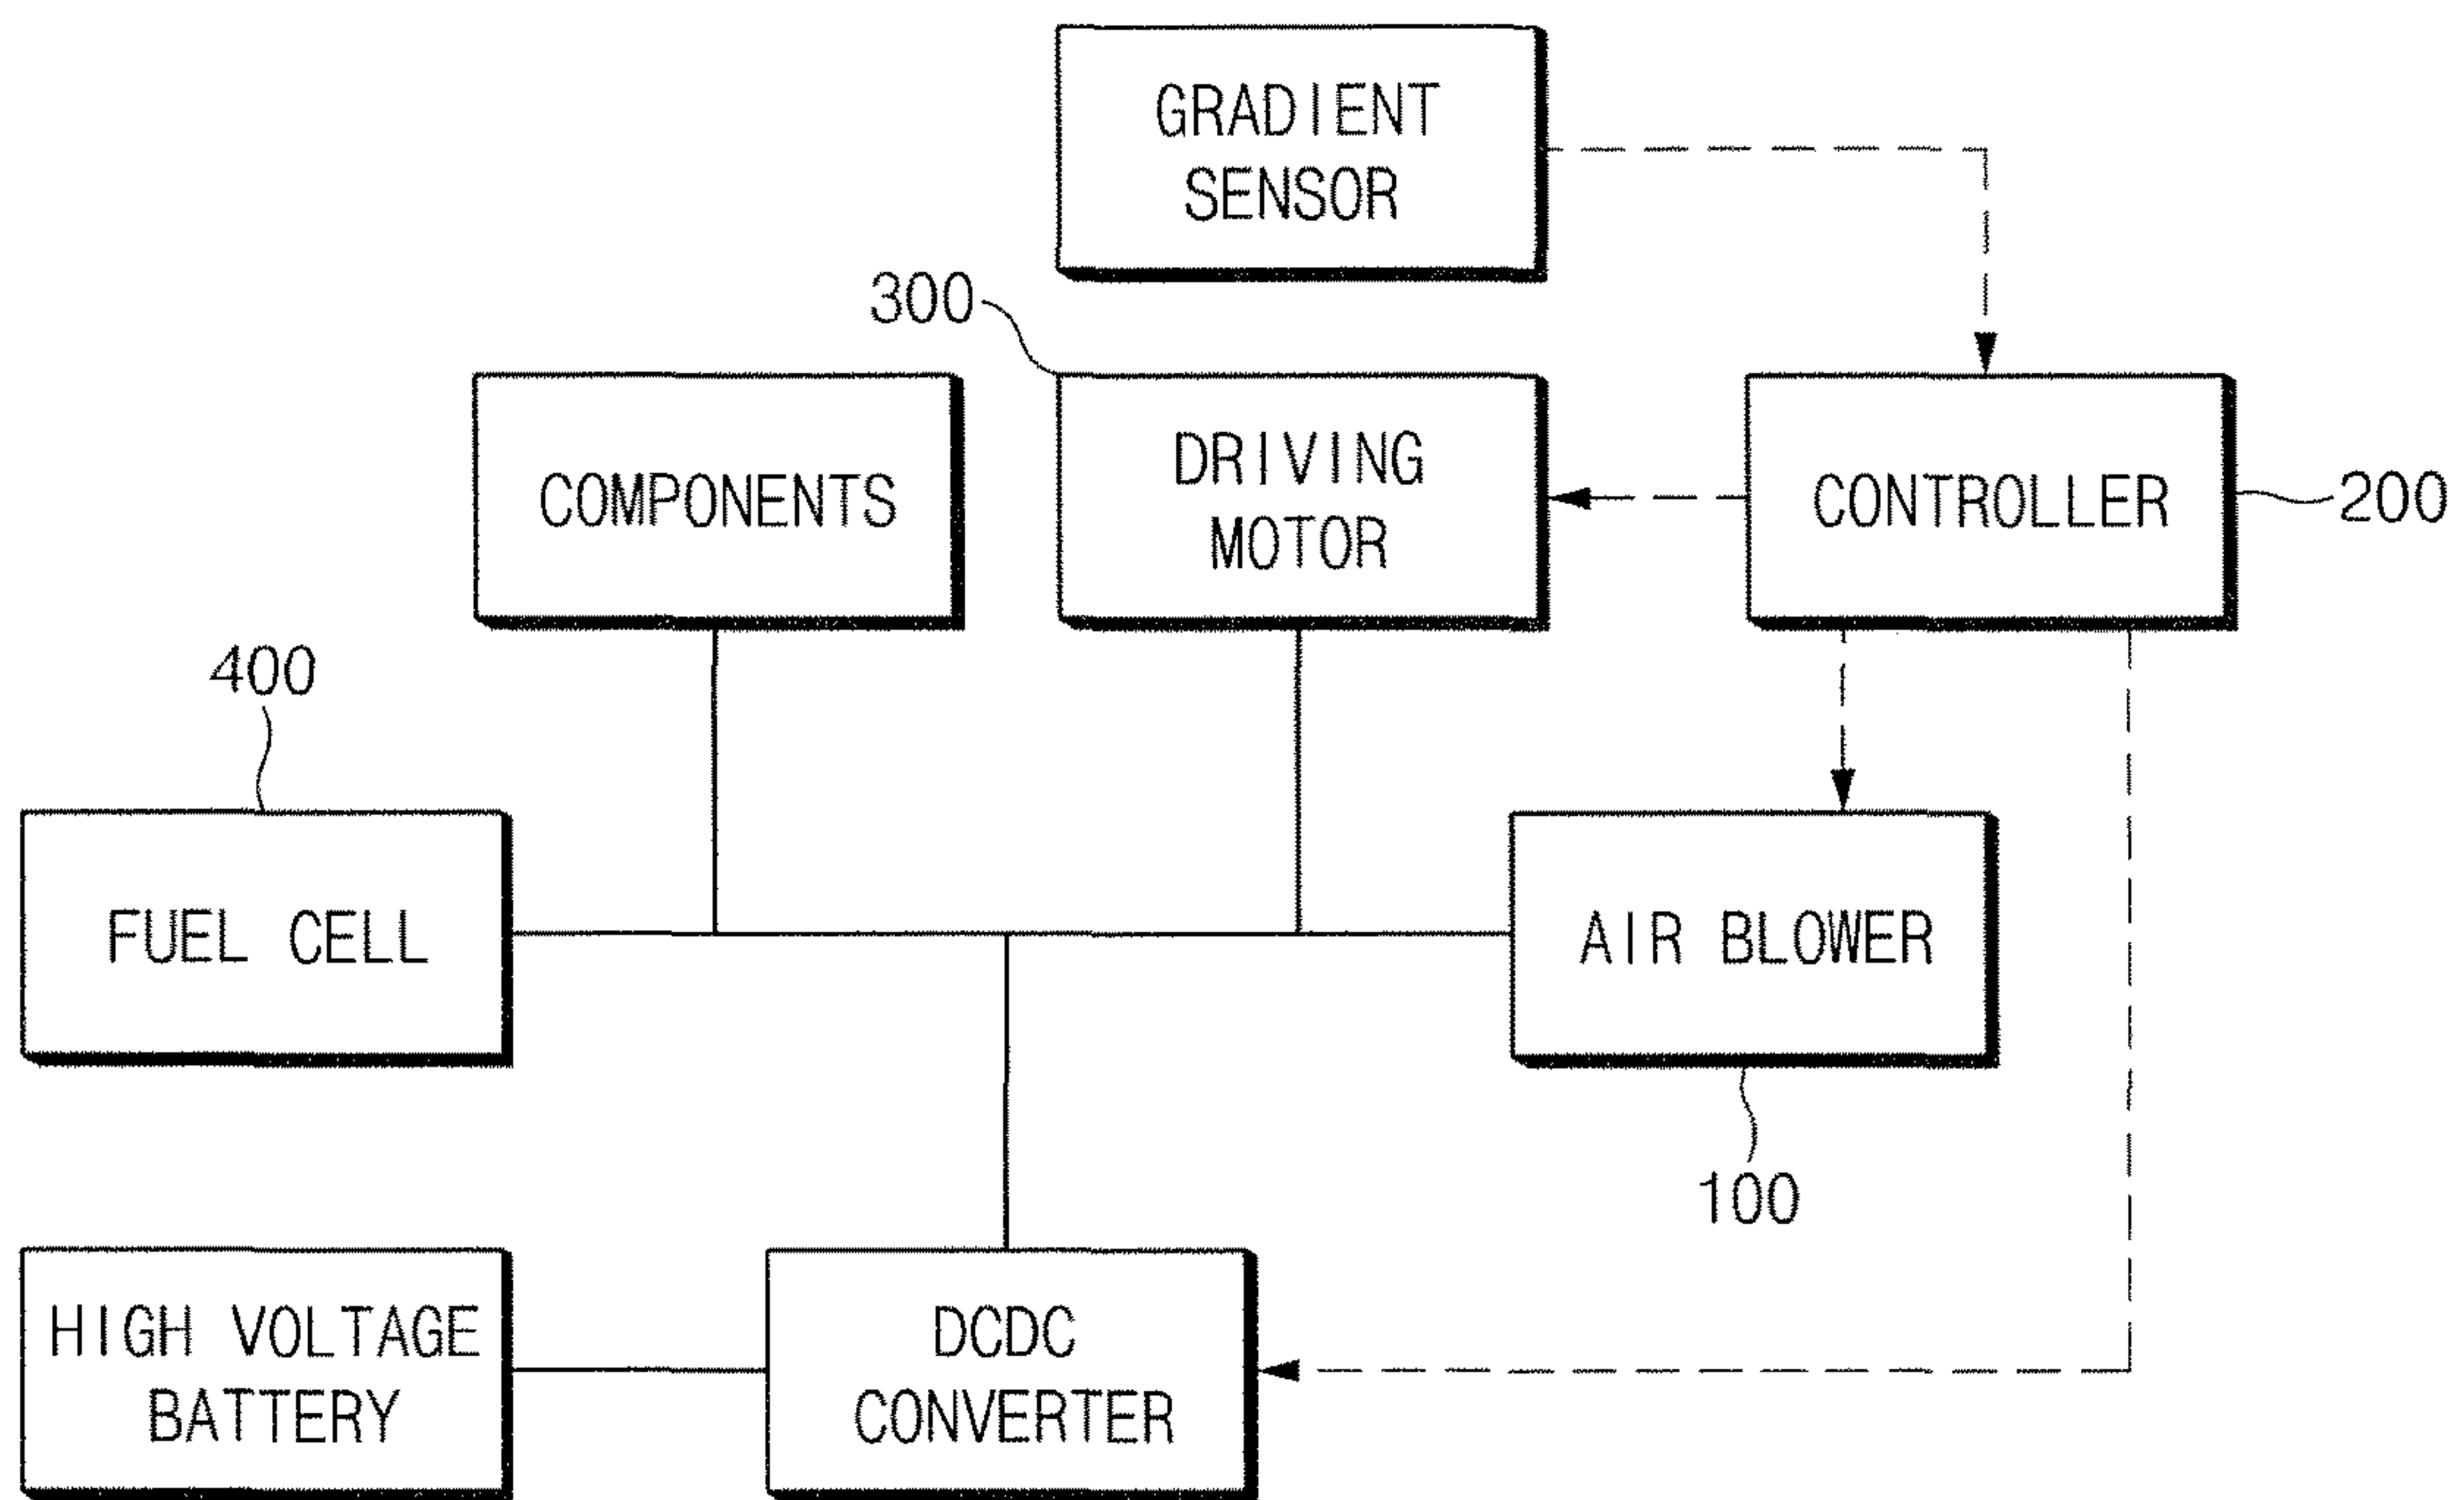 GRADIENT
SENSOR
300
COMPONENTS
DRIVING
MOTOR
CONTROLLER
200
400
FUEL CELL
AIR BLOWER
100
HIGH VOLTAGE
BATTERY
DCDC
CONVERTER